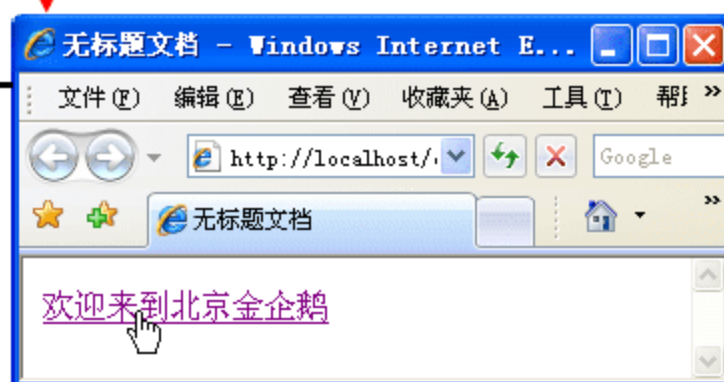 无标题文档 - Windows Internet E...
文件(F) 编辑(E) 查看(V) 收藏夹(A) 工具(T) »
http://localhost/ Google
无标题文档 »
欢迎来到北京金企鹅